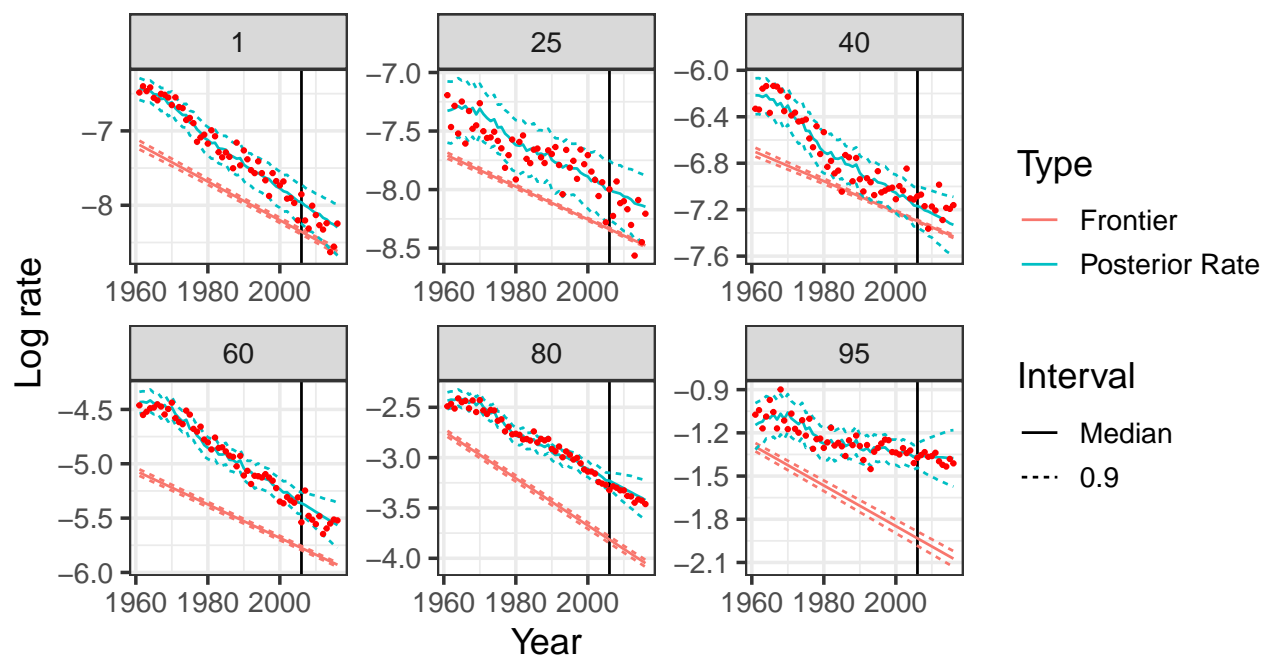 1 25 40
−7
−8
−7.0
−7.5
−8.0
−8.5
−6.0
−6.4
−6.8
−7.2
−7.6
1960 1980 2000 1960 1980 2000 1960 1980 2000
60 80 95
−4.5
−5.0
−5.5
−6.0
−2.5
−3.0
−3.5
−4.0
−0.9
−1.2
−1.5
−1.8
−2.1
1960 1980 2000 1960 1980 2000 1960 1980 2000
Log rate
Year
Type
Frontier
Posterior Rate
Interval
Median
0.9